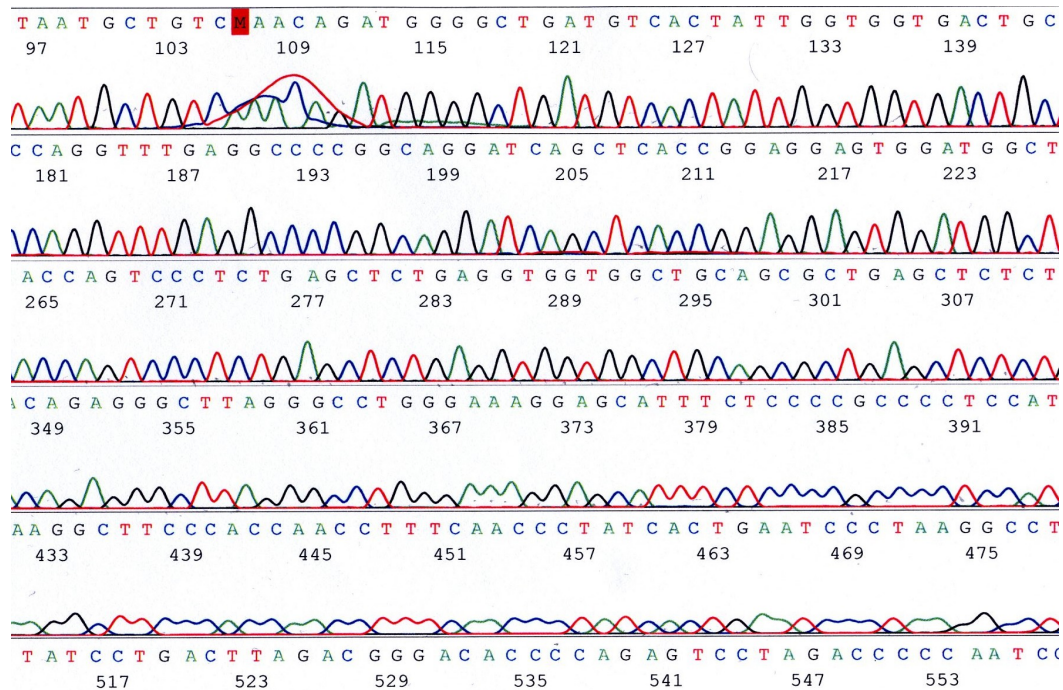 TAATGCTGTCMAACAGATGGGGCTGATGTCACTATTGGTGGTGACTGC
97 103 109 115 121 127 133 139
CCAGGTTTGAGGCCCCGGCAGGATCAGCTCACCGGAGGAGTGGATGGCT
181 187 193 199 205 211 217 223
ACCAGTCCCTCTGAGCTCTGAGGTGGTGGCTGCAGCGCTGAGCTCTCT
265 271 277 283 289 295 301 307
ACAGAGGGCTTAGGGCCTGGGAAAGGAGCATTTCTCCCCGCCCCTCCAT
349 355 361 367 373 379 385 391
AAGGCTTCCCACCAACCTTTCAACCCTATCACTGAATCCCTAAGGCCT
433 439 445 451 457 463 469 475
TATCCTGACTTAGACGGGACACCCCAGAGTCCTAGACCCCCAATCC
517 523 529 535 541 547 553